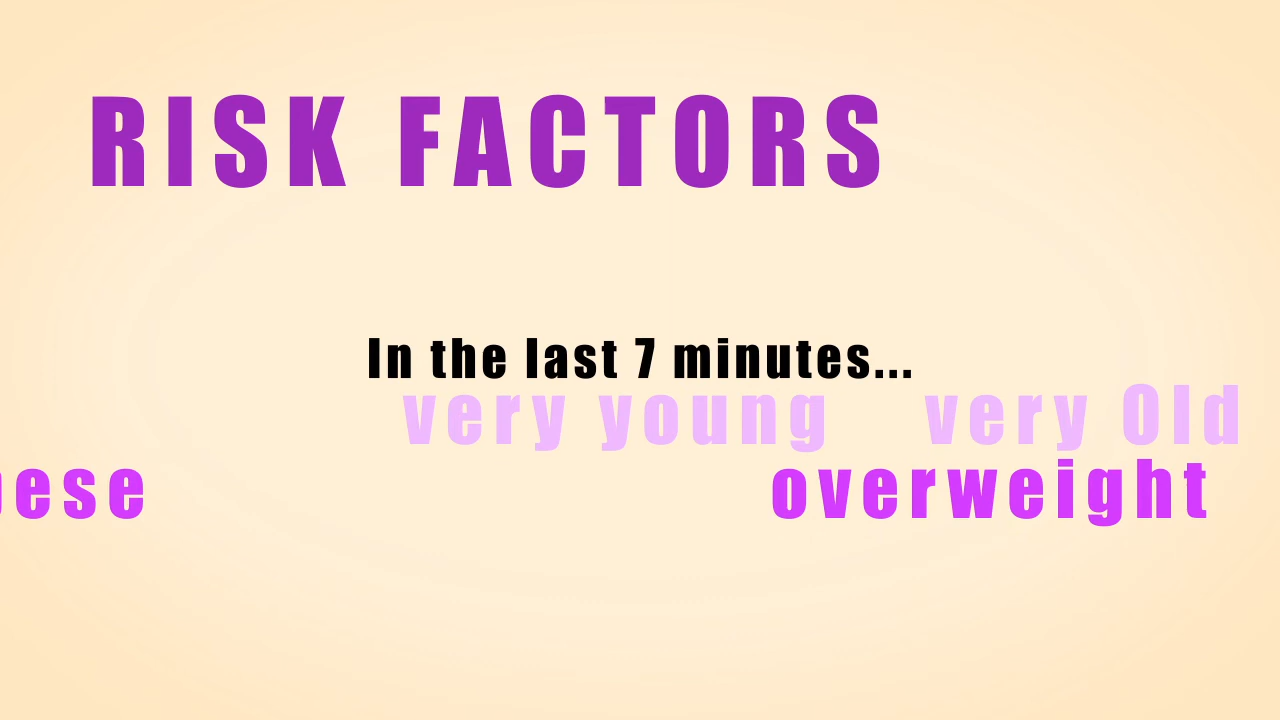 RISK FACTORS
In the last 7 minutes...
very young very Old
overweight